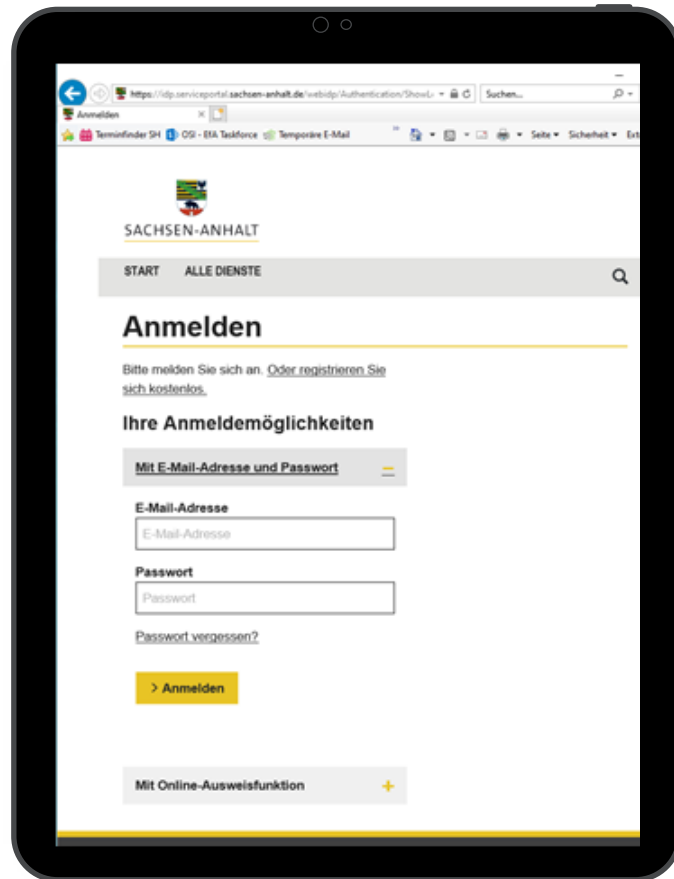 https://idp.serviceportal.sachsen-anhalt.de/webidp/Authentication/ShowL
Suchen...
Anmelden
Terminfinder SH OSI - EfA Taskforce Temporäre E-Mail " Seite Sicherheit Ext
SACHSEN-ANHALT
START ALLE DIENSTE
Anmelden
Bitte melden Sie sich an. Oder registrieren Sie
sich kostenlos.
Ihre Anmeldemöglichkeiten
Mit E-Mail-Adresse und Passwort
E-Mail-Adresse
E-Mail-Adresse
Passwort
Passwort
Passwort vergessen?
> Anmelden
Mit Online-Ausweisfunktion